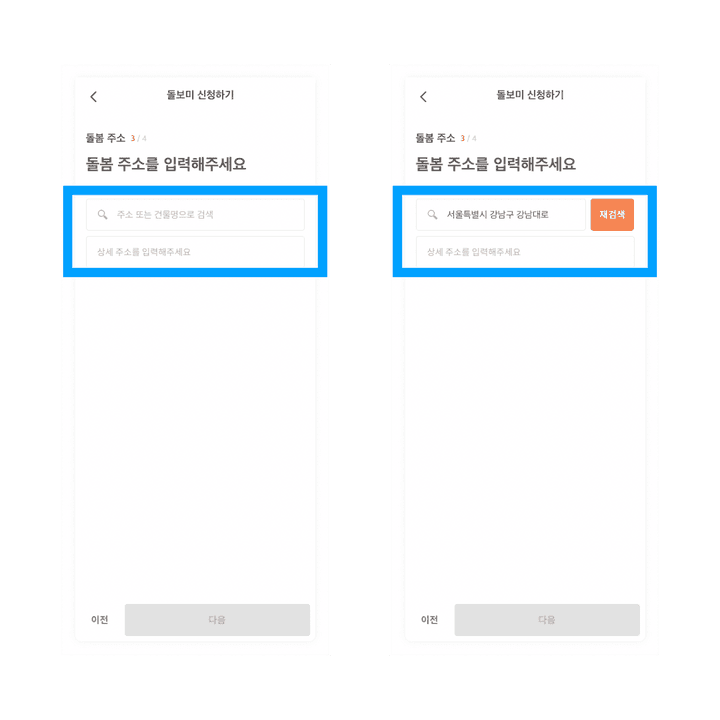 돌보미 신청하기
돌봄 주소 3 / 4
돌봄 주소를 입력해주세요
주소 또는 건물명으로 검색
상세 주소를 입력해주세요
이전
다음
돌보미 신청하기
돌봄 주소 3 / 4
돌봄 주소를 입력해주세요
서울특별시 강남구 강남대로
재검색
상세 주소를 입력해주세요
이전
다음